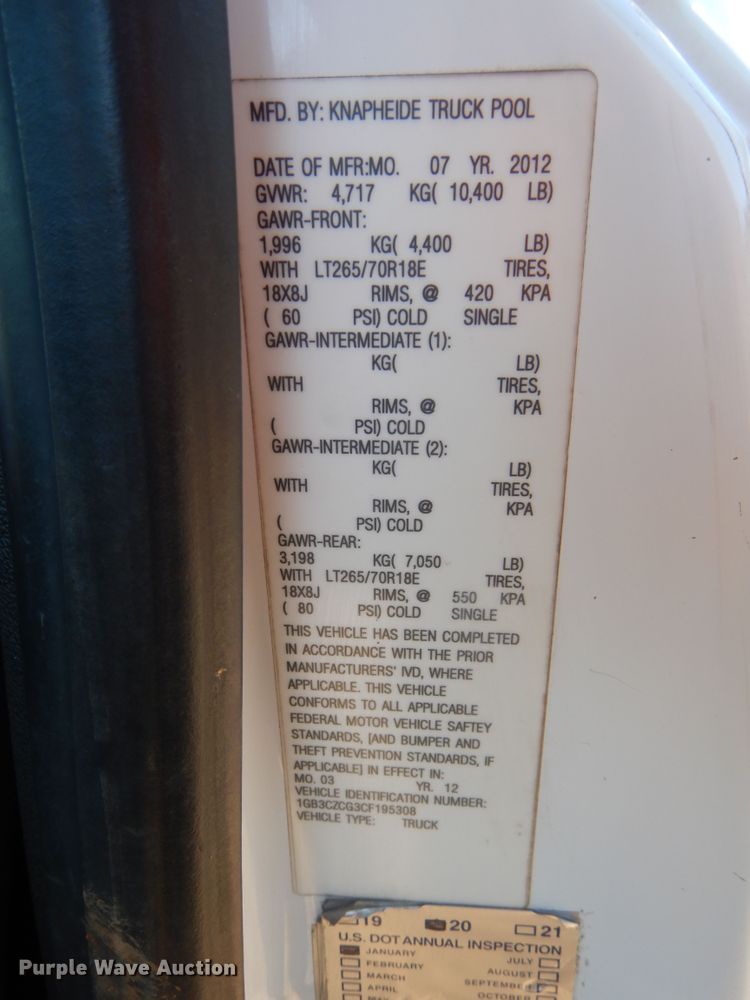 MFD. BY: KNAPHEIDE TRUCK POOL
DATE OF MFR:MO. 07 YR. 2012
GVWR: 4,717 KG( 10,400 LB)
GAWR-FRONT:
1,996 KG( 4,400 LB)
WITH LT265/70R18E TIRES,
18X8J RIMS, @ 420 KPA
( 60 PSI) COLD SINGLE
GAWR-INTERMEDIATE (1):
KG( LB)
WITH TIRES,
RIMS, @ KPA
( PSI) COLD
GAWR-INTERMEDIATE (2):
KG( LB)
WITH TIRES,
RIMS, @ KPA
( PSI) COLD
GAWR-REAR:
3,198 KG( 7,050 LB)
WITH LT265/70R18E TIRES,
18X8J RIMS, @ 550 KPA
( 80 PSI) COLD SINGLE
THIS VEHICLE HAS BEEN COMPLETED
IN ACCORDANCE WITH THE PRIOR
MANUFACTURERS' IVD, WHERE
APPLICABLE. THIS VEHICLE
CONFORMS TO ALL APPLICABLE
FEDERAL MOTOR VEHICLE SAFTEY
STANDARDS, [AND BUMPER AND
THEFT PREVENTION STANDARDS, IF
APPLICABLE] IN EFFECT IN:
MO. 03 YR. 12
VEHICLE IDENTIFICATION NUMBER:
1GB3CZCG3CF195308
VEHICLE TYPE: TRUCK
19 20 21
U.S. DOT ANNUAL INSPECTION
JANUARY JULY
FEBRUARY AUGUST
MARCH SEPTEMBER
APRIL OCTOBER
Purple Wave Auction